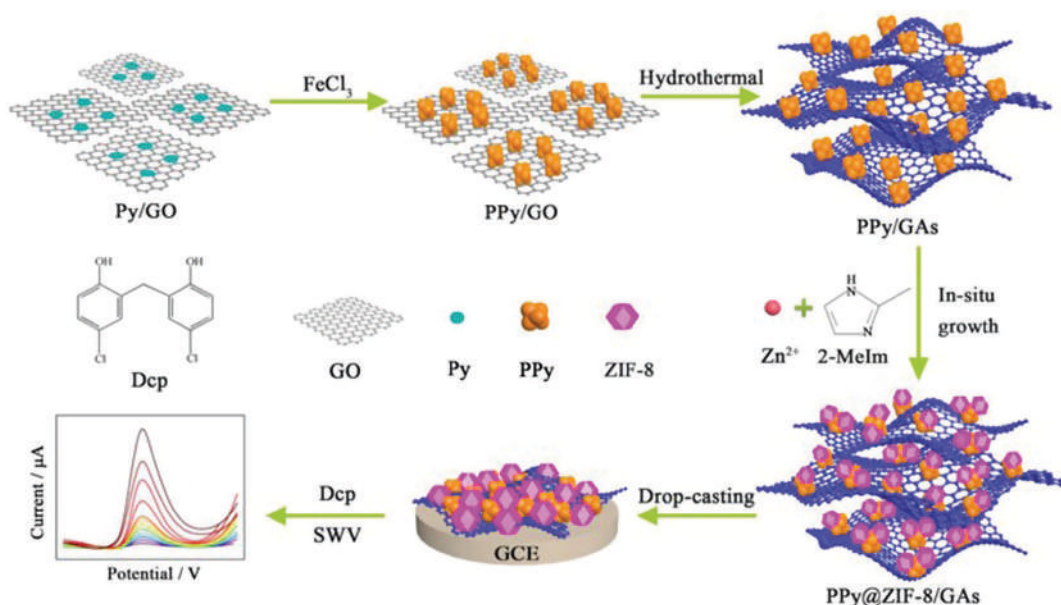 FeCl₃
Hydrothermal
Py/GO
PPy/GO
PPy/GAs
OH
OH
Cl
Cl
Dcp
GO
Py
PPy
ZIF-8
H
N
N
Zn²⁺
2-MeIm
In-situ
growth
Current / μA
Potential / V
Dcp
SWV
GCE
Drop-casting
PPy@ZIF-8/GAs